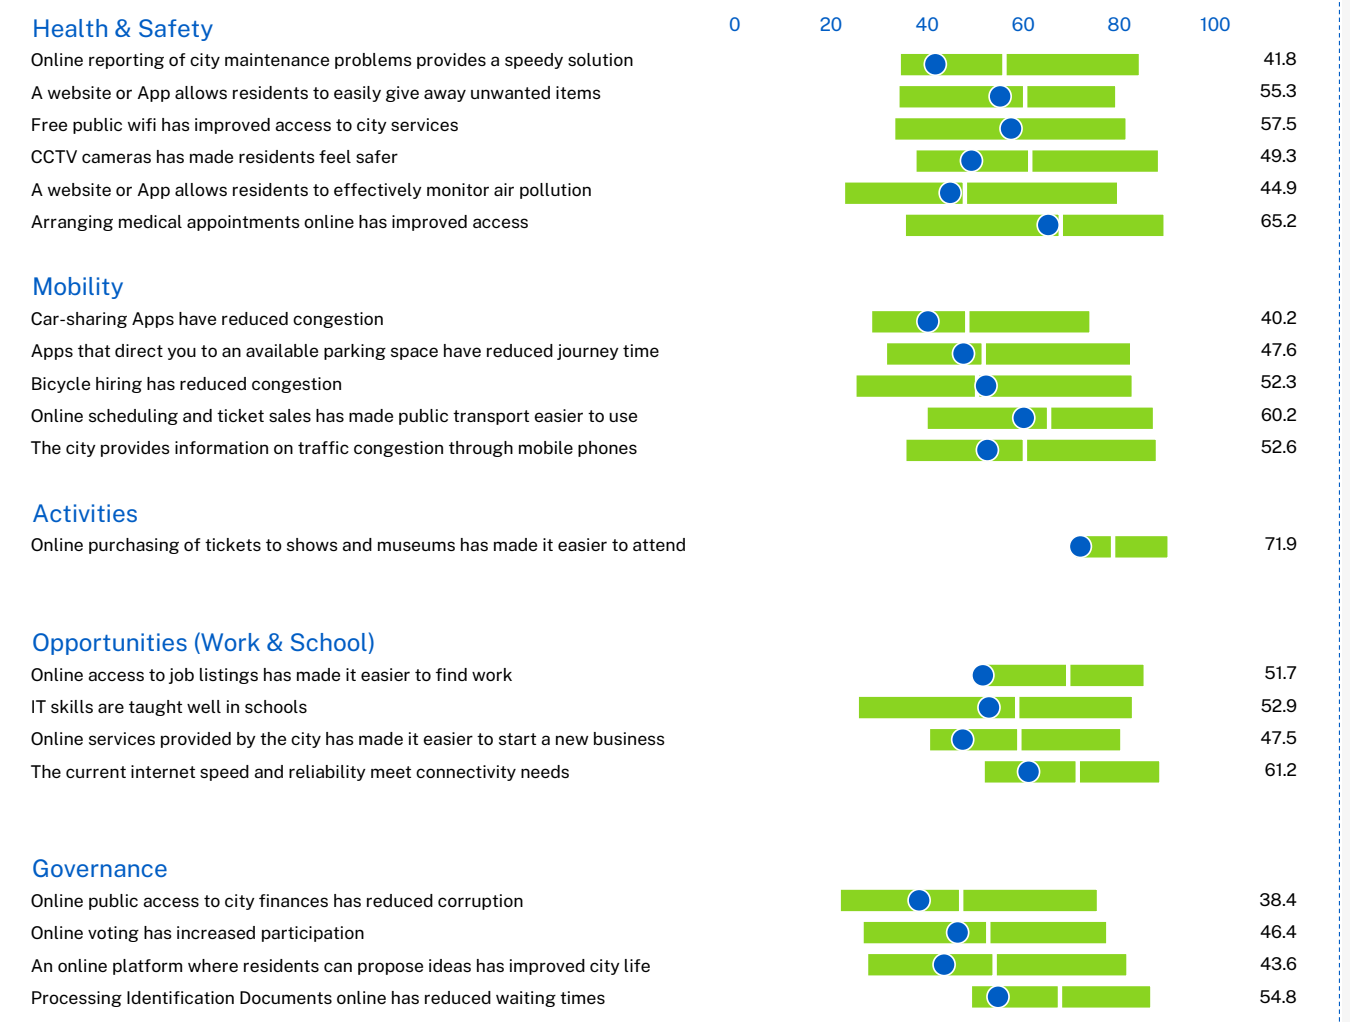 Health & Safety 0 20 40 60 80 100
Online reporting of city maintenance problems provides a speedy solution 41.8
A website or App allows residents to easily give away unwanted items 55.3
Free public wifi has improved access to city services 57.5
CCTV cameras has made residents feel safer 49.3
A website or App allows residents to effectively monitor air pollution 44.9
Arranging medical appointments online has improved access 65.2
Mobility
Car-sharing Apps have reduced congestion 40.2
Apps that direct you to an available parking space have reduced journey time 47.6
Bicycle hiring has reduced congestion 52.3
Online scheduling and ticket sales has made public transport easier to use 60.2
The city provides information on traffic congestion through mobile phones 52.6
Activities
Online purchasing of tickets to shows and museums has made it easier to attend 71.9
Opportunities (Work & School)
Online access to job listings has made it easier to find work 51.7
IT skills are taught well in schools 52.9
Online services provided by the city has made it easier to start a new business 47.5
The current internet speed and reliability meet connectivity needs 61.2
Governance
Online public access to city finances has reduced corruption 38.4
Online voting has increased participation 46.4
An online platform where residents can propose ideas has improved city life 43.6
Processing Identification Documents online has reduced waiting times 54.8